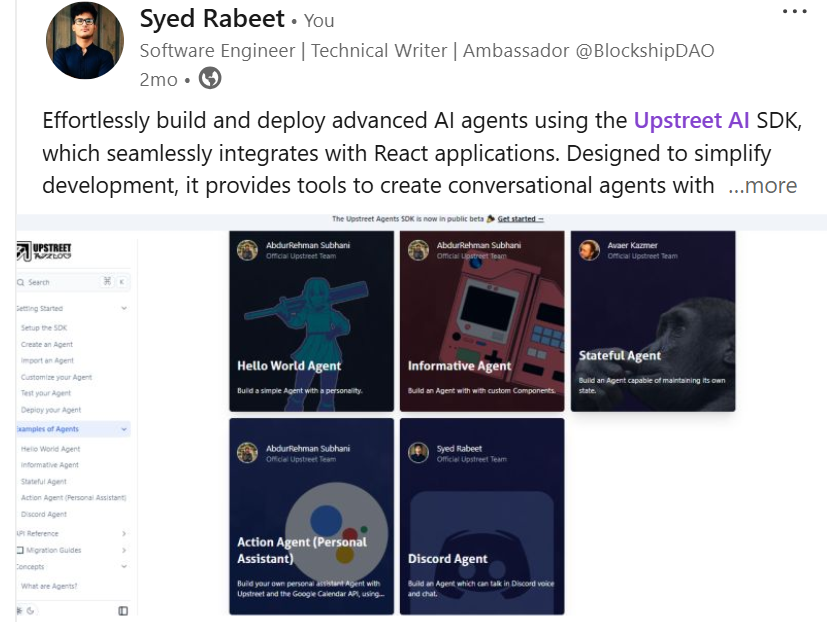 Syed Rabeet • You
Software Engineer | Technical Writer | Ambassador @BlockshipDAO
2mo •
Effortlessly build and deploy advanced AI agents using the Upstreet AI SDK,
which seamlessly integrates with React applications. Designed to simplify
development, it provides tools to create conversational agents with ...more
The Upstreet Agents SDK is now in public beta 🎉 Get started →
UPSTREET
Search ⌘ K
Getting Started
Setup the SDK
Create an Agent
Import an Agent
Customize your Agent
Test your Agent
Deploy your Agent
Examples of Agents
Hello World Agent
Informative Agent
Stateful Agent
Action Agent (Personal Assistant)
Discord Agent
API Reference
Migration Guides
Concepts
What are Agents?
AbdurRehman Subhani
Official Upstreet Team
Hello World Agent
Build a simple Agent with a personality.
AbdurRehman Subhani
Official Upstreet Team
Informative Agent
Build an Agent with with custom Components.
Avaer Kazmer
Official Upstreet Team
Stateful Agent
Build an Agent capable of maintaining its own
state.
AbdurRehman Subhani
Official Upstreet Team
Action Agent (Personal
Assistant)
Build your own personal assistant Agent with
Upstreet and the Google Calendar API, using...
Syed Rabeet
Official Upstreet Team
Discord Agent
Build an Agent which can talk in Discord voice
and chat.